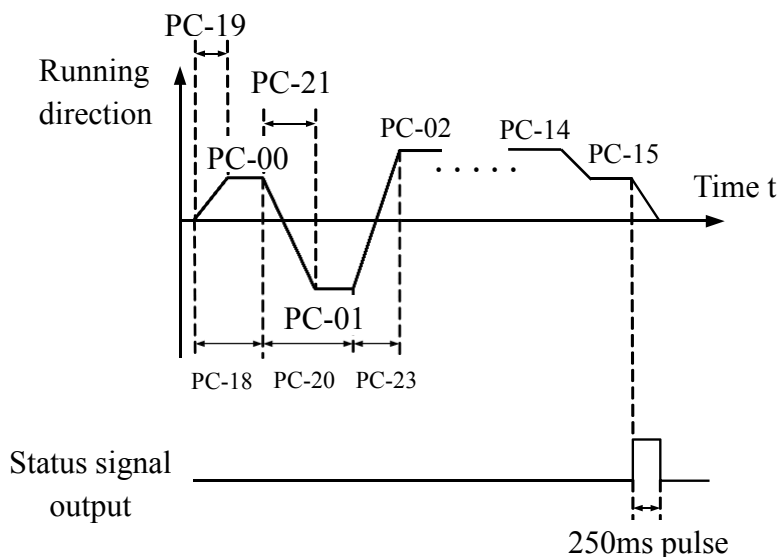 PC-19
Running
direction
PC-21
PC-02
PC-14
PC-00
PC-15
Time t
PC-01
PC-18
PC-20
PC-23
Status signal
output
250ms pulse